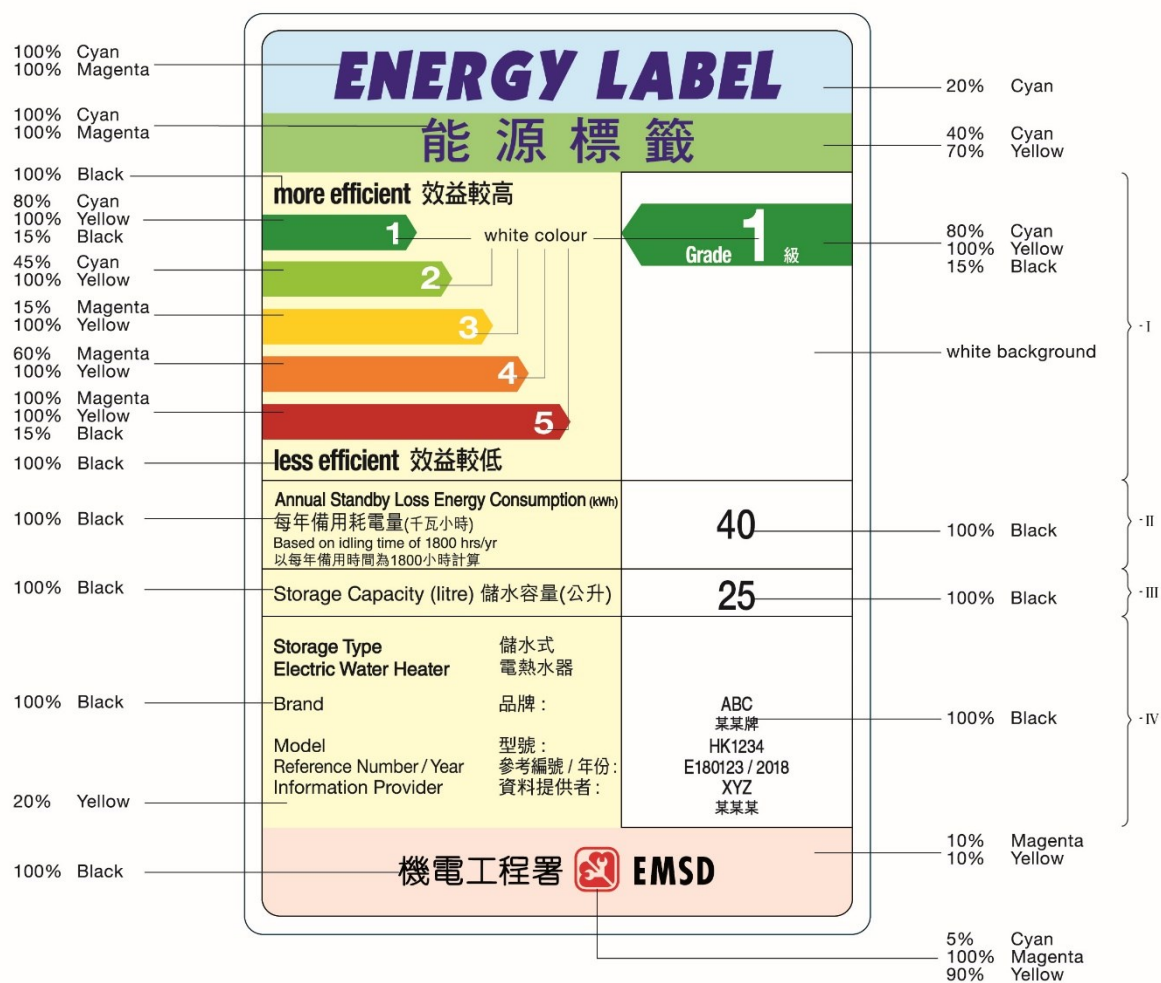 100% Cyan
100% Magenta
100% Cyan
100% Magenta
100% Black
80% Cyan
100% Yellow
15% Black
45% Cyan
100% Yellow
15% Magenta
100% Yellow
60% Magenta
100% Yellow
100% Magenta
100% Yellow
15% Black
100% Black
100% Black
100% Black
100% Black
20% Yellow
100% Black
ENERGY LABEL
能源標籤
more efficient 效益較高
1
white colour
2
3
4
5
less efficient 效益較低
1
Grade 級
Annual Standby Loss Energy Consumption (kWh)
每年備用耗電量(千瓦小時)
Based on idling time of 1800 hrs/yr
以每年備用時間為1800小時計算
40
Storage Capacity (litre) 儲水容量(公升)
25
Storage Type 儲水式
Electric Water Heater 電熱水器
Brand 品牌 : ABC
某某牌
Model 型號 : HK1234
Reference Number / Year 參考編號 / 年份 : E180123 / 2018
Information Provider 資料提供者 : XYZ
某某某
機電工程署 EMSD
20% Cyan
40% Cyan
70% Yellow
80% Cyan
100% Yellow
15% Black
white background
100% Black
100% Black
100% Black
10% Magenta
10% Yellow
5% Cyan
100% Magenta
90% Yellow
- I
- II
- III
- IV